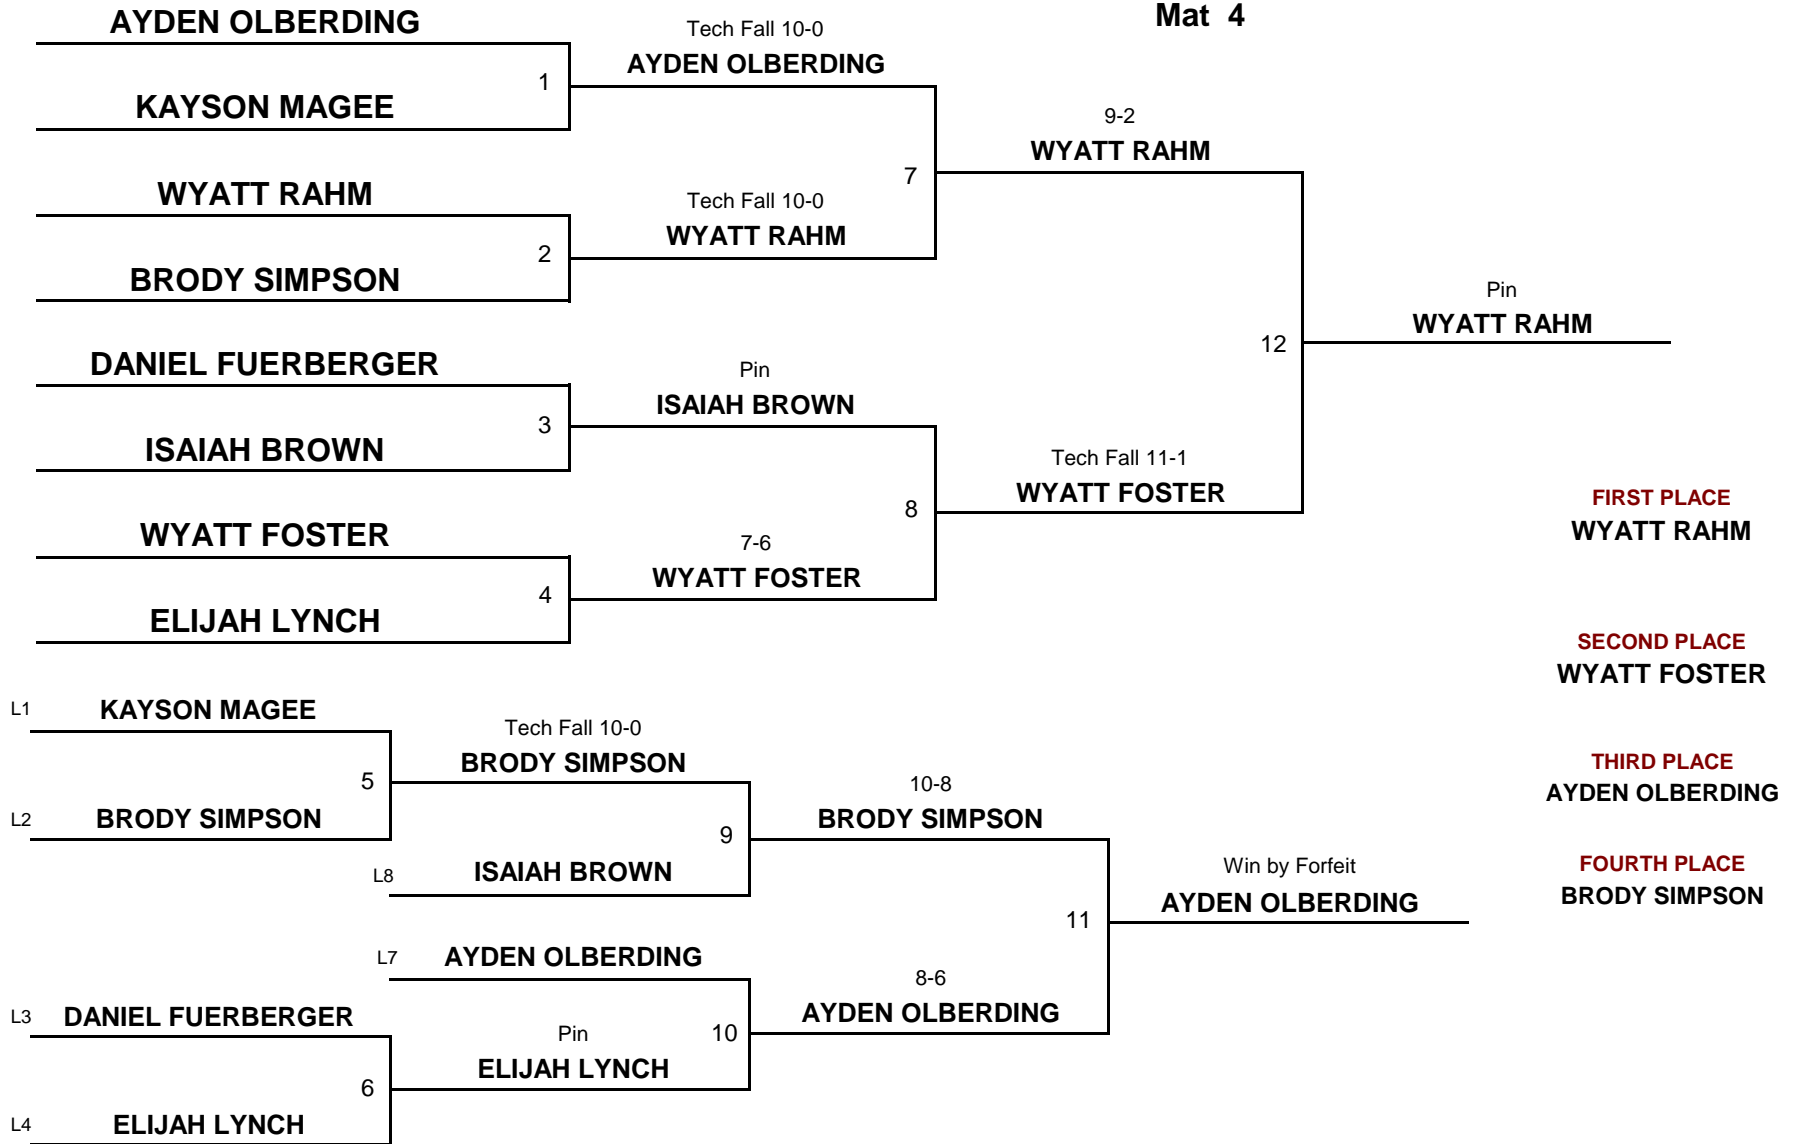 Mat 4
AYDEN OLBERDING
KAYSON MAGEE
1
Tech Fall 10-0
AYDEN OLBERDING
WYATT RAHM
BRODY SIMPSON
2
Tech Fall 10-0
WYATT RAHM
7
9-2
WYATT RAHM
DANIEL FUERBERGER
ISAIAH BROWN
3
Pin
ISAIAH BROWN
WYATT FOSTER
ELIJAH LYNCH
4
7-6
WYATT FOSTER
8
Tech Fall 11-1
WYATT FOSTER
12
Pin
WYATT RAHM
FIRST PLACE
WYATT RAHM
SECOND PLACE
WYATT FOSTER
THIRD PLACE
AYDEN OLBERDING
FOURTH PLACE
BRODY SIMPSON
L1 KAYSON MAGEE
L2 BRODY SIMPSON
5
Tech Fall 10-0
BRODY SIMPSON
L8 ISAIAH BROWN
9
10-8
BRODY SIMPSON
L7 AYDEN OLBERDING
L3 DANIEL FUERBERGER
L4 ELIJAH LYNCH
6
Pin
ELIJAH LYNCH
10
8-6
AYDEN OLBERDING
11
Win by Forfeit
AYDEN OLBERDING